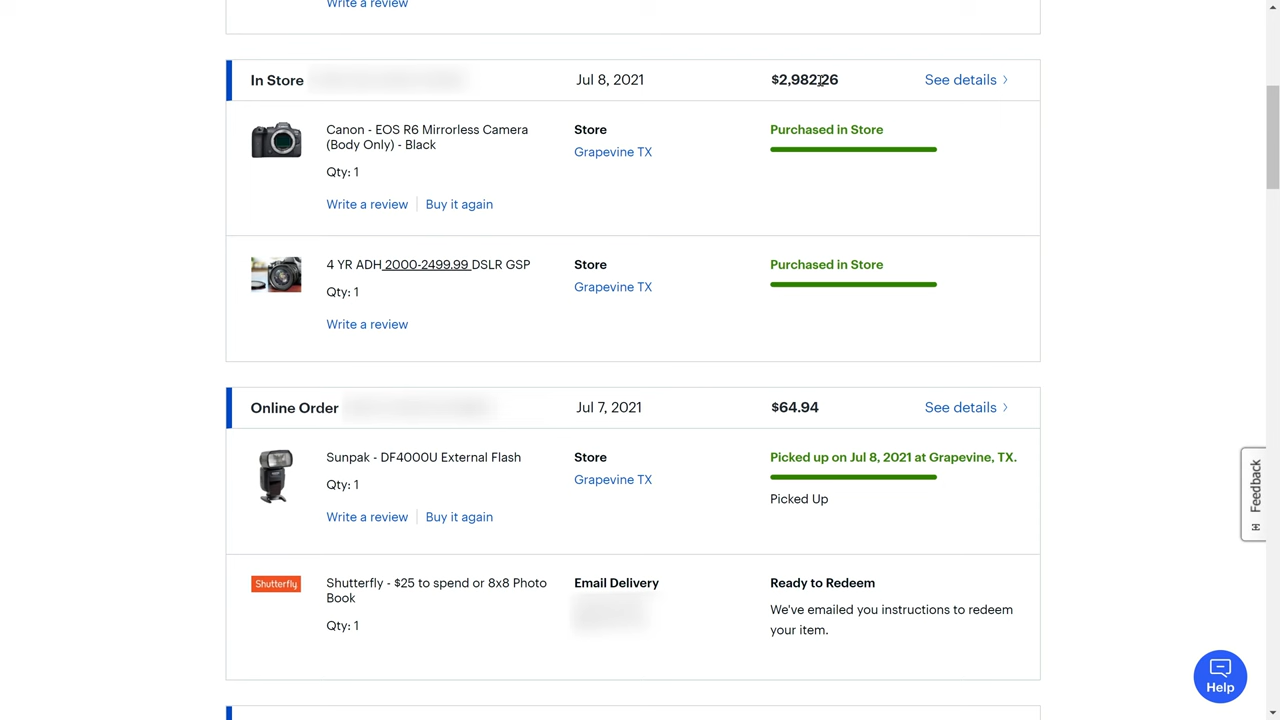 Write a review
In Store
Jul 8, 2021
$2,982.26
See details
Canon - EOS R6 Mirrorless Camera
(Body Only) - Black
Qty: 1
Write a review
Buy it again
Store
Grapevine TX
Purchased in Store
4 YR ADH 2000-2499.99 DSLR GSP
Qty: 1
Write a review
Store
Grapevine TX
Purchased in Store
Online Order
Jul 7, 2021
$64.94
See details
Sunpak - DF4000U External Flash
Qty: 1
Write a review
Buy it again
Store
Grapevine TX
Picked up on Jul 8, 2021 at Grapevine, TX.
Picked Up
Shutterfly
Shutterfly - $25 to spend or 8x8 Photo
Book
Qty: 1
Email Delivery
Ready to Redeem
We've emailed you instructions to redeem
your item.
Feedback
Help